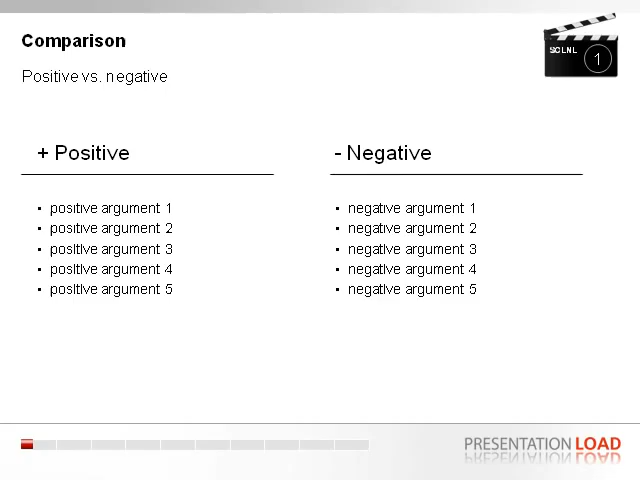 Comparison
Positive vs. negative
1
+ Positive
- Negative
• positive argument 1
• positive argument 2
• positive argument 3
• positive argument 4
• positive argument 5
• negative argument 1
• negative argument 2
• negative argument 3
• negative argument 4
• negative argument 5
PRESENTATION LOAD